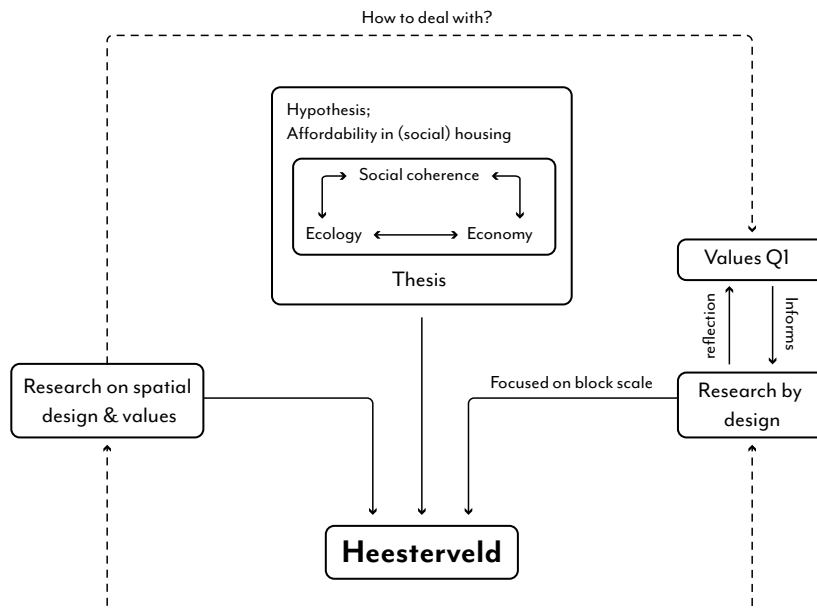 How to deal with?
Hypothesis;
Affordability in (social) housing
Social coherence
Ecology
Economy
Thesis
Values Q1
reflection
Informs
Research on spatial
design & values
Focused on block scale
Research by
design
Heesterveld